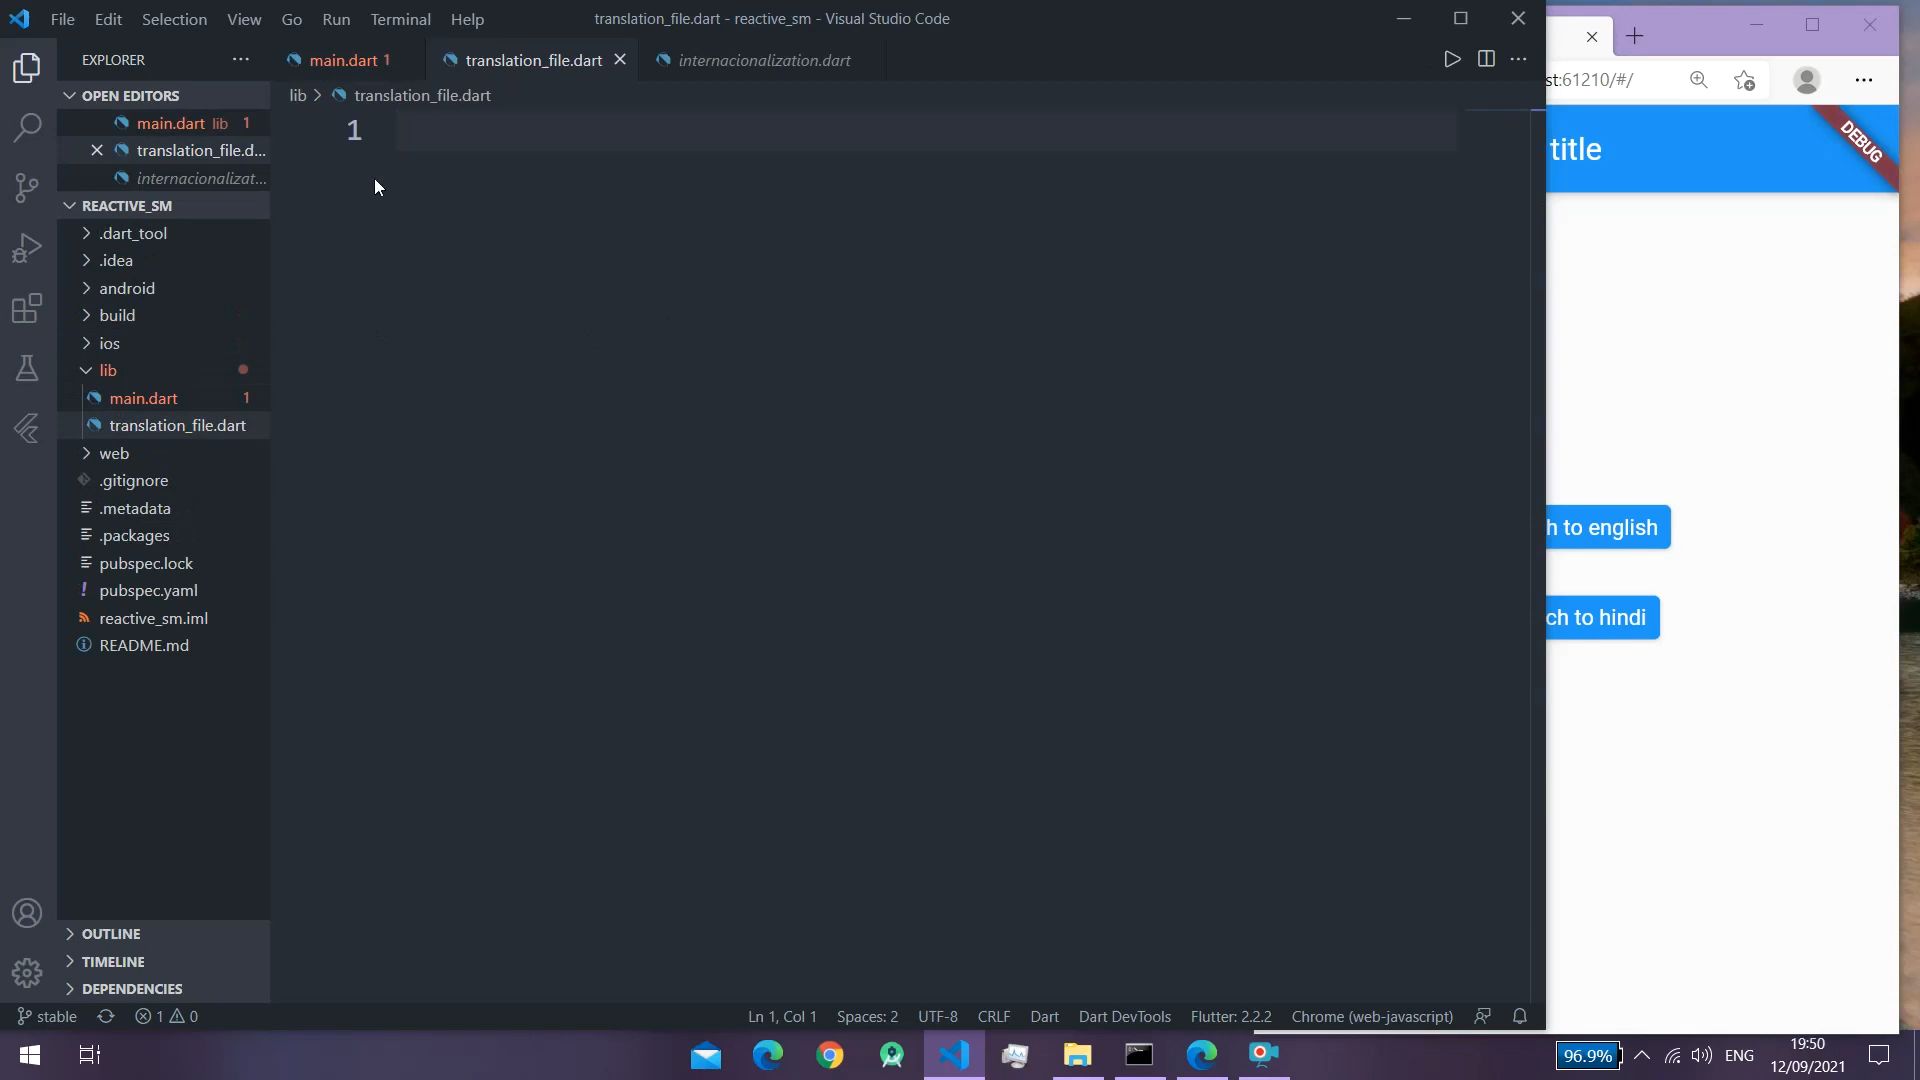 File Edit Selection View Go Run Terminal Help
translation_file.dart - reactive_sm - Visual Studio Code
EXPLORER
main.dart 1
translation_file.dart
internacionalization.dart
OPEN EDITORS
lib > translation_file.dart
main.dart lib 1
translation_file.d...
internacionalizat...
1
REACTIVE_SM
.dart_tool
.idea
android
build
ios
lib
main.dart 1
translation_file.dart
web
.gitignore
.metadata
.packages
pubspec.lock
pubspec.yaml
reactive_sm.iml
README.md
OUTLINE
TIMELINE
DEPENDENCIES
stable 1 0
Ln 1, Col 1 Spaces: 2 UTF-8 CRLF Dart Dart DevTools Flutter: 2.2.2 Chrome (web-javascript)
st:61210/#/
title
DEBUG
h to english
ch to hindi
96.9%
ENG
19:50
12/09/2021